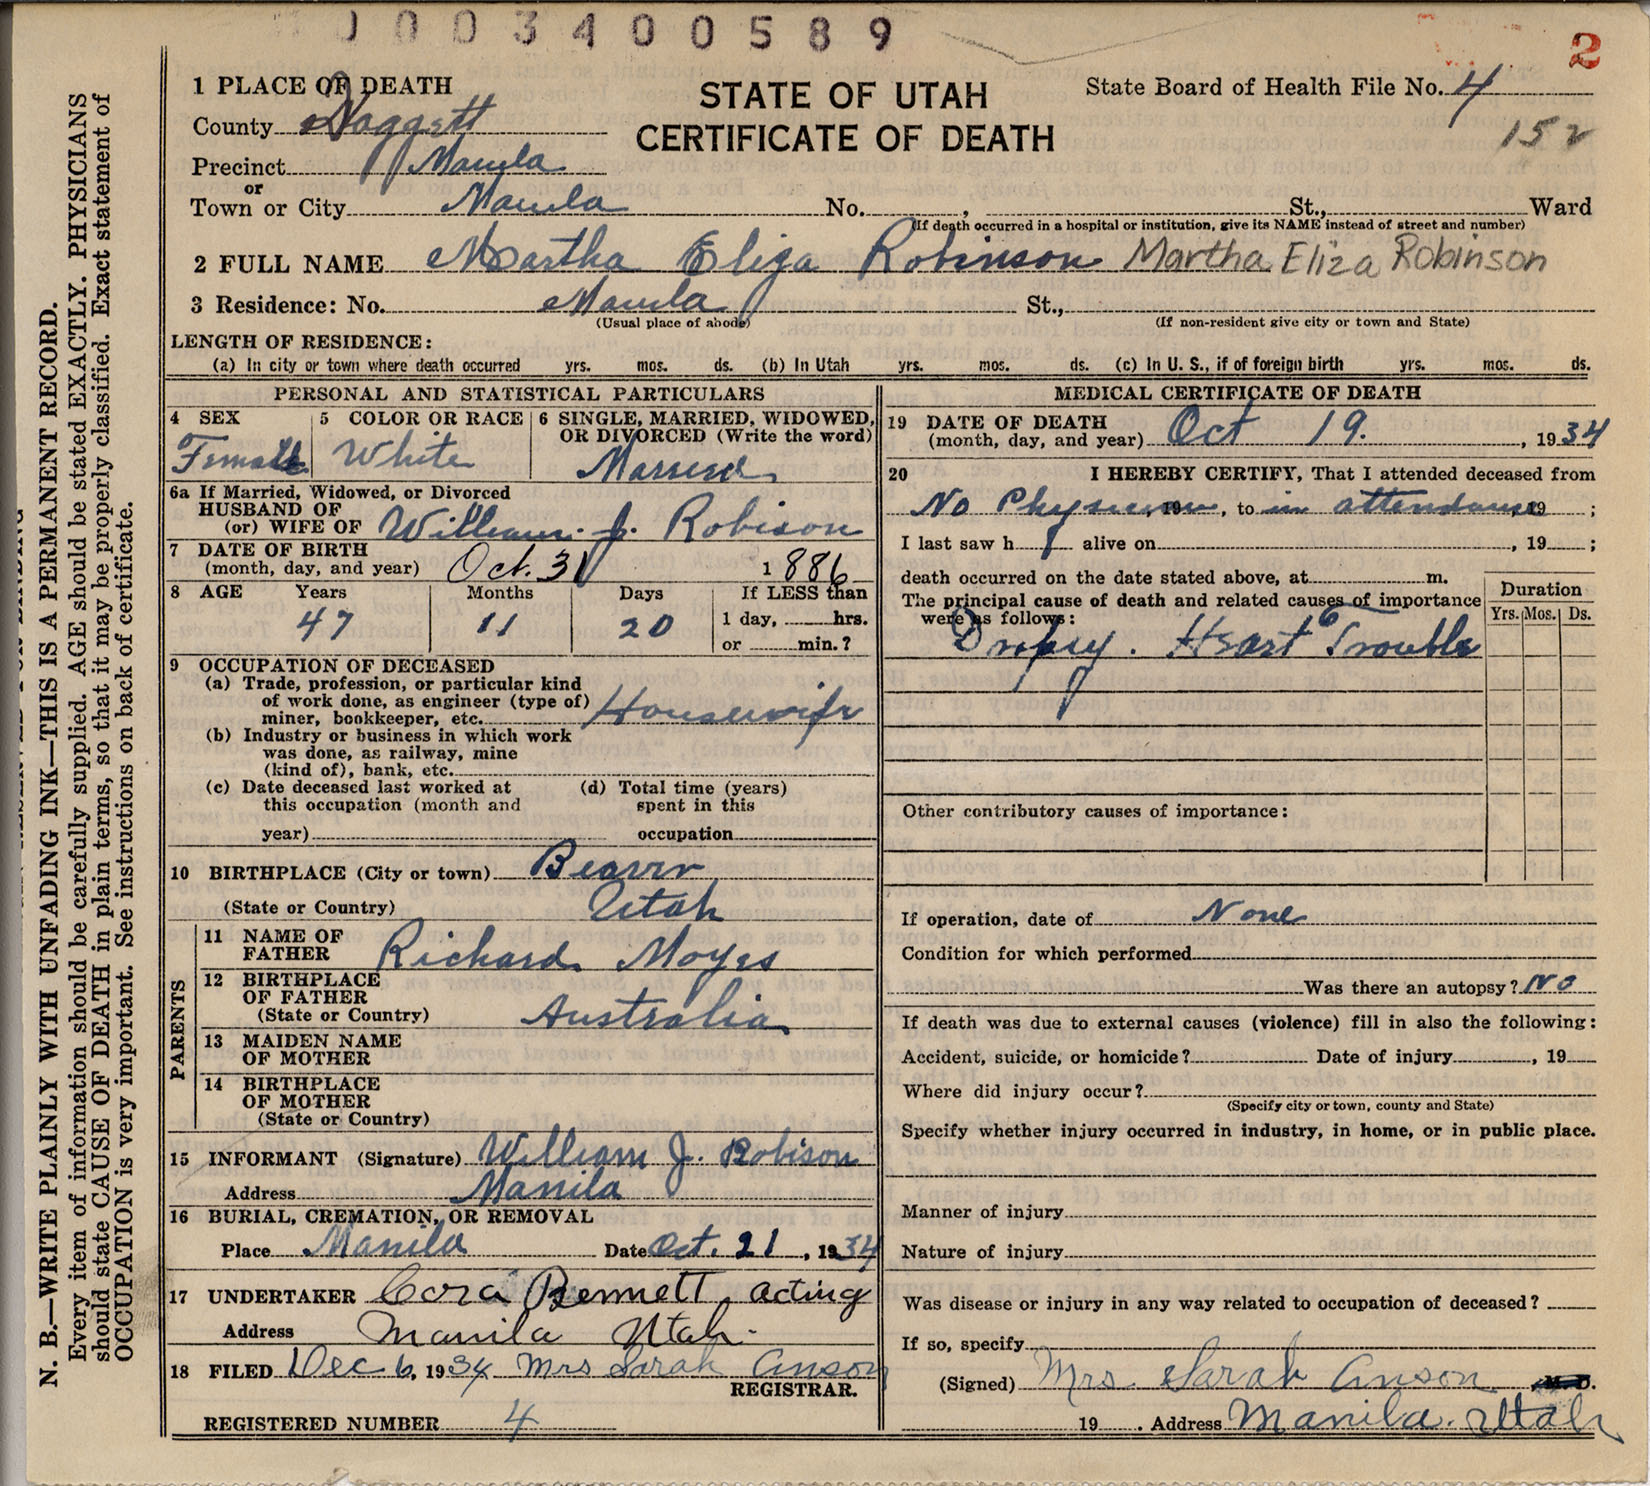 0003400589
2
1 PLACE OF DEATH
STATE OF UTAH
CERTIFICATE OF DEATH
State Board of Health File No. 4
152
County Daggett
Precinct Manila
or
Town or City Manila No. , St., Ward
(If death occurred in a hospital or institution, give its NAME instead of street and number)
2 FULL NAME Martha Eliza Robinson Martha Eliza Robinson
3 Residence: No. Manila St.,
(Usual place of abode) (If non-resident give city or town and State)
LENGTH OF RESIDENCE:
(a) In city or town where death occurred yrs. mos. ds. (b) In Utah yrs. mos. ds. (c) In U. S., if of foreign birth yrs. mos. ds.
PERSONAL AND STATISTICAL PARTICULARS
4 SEX
Female
5 COLOR OR RACE
White
6 SINGLE, MARRIED, WIDOWED,
OR DIVORCED (Write the word)
Married
6a If Married, Widowed, or Divorced
HUSBAND OF
(or) WIFE OF William J. Robison
7 DATE OF BIRTH
(month, day, and year) Oct. 31 1886
8 AGE Years Months Days If LESS than
47 11 20 1 day, hrs.
or min.?
9 OCCUPATION OF DECEASED
(a) Trade, profession, or particular kind
of work done, as engineer (type of)
miner, bookkeeper, etc. Housewife
(b) Industry or business in which work
was done, as railway, mine
(kind of), bank, etc.
(c) Date deceased last worked at
this occupation (month and
year)
(d) Total time (years)
spent in this
occupation
10 BIRTHPLACE (City or town) Beaver
(State or Country) Utah
PARENTS
11 NAME OF
FATHER Richard Moyes
12 BIRTHPLACE
OF FATHER
(State or Country) Australia
13 MAIDEN NAME
OF MOTHER
14 BIRTHPLACE
OF MOTHER
(State or Country)
15 INFORMANT (Signature) William J. Robison
Address Manila
16 BURIAL, CREMATION, OR REMOVAL
Place Manila Date Oct. 21, 1934
17 UNDERTAKER Cora Bennett, acting
Address Manila Utah.
18 FILED Dec 6, 1934 Mrs Sarah Anson
REGISTRAR.
REGISTERED NUMBER 4
MEDICAL CERTIFICATE OF DEATH
19 DATE OF DEATH
(month, day, and year) Oct 19. , 1934
20 I HEREBY CERTIFY, That I attended deceased from
No Physician, 19 , to in attendance 19 ;
I last saw h alive on , 19 ;
death occurred on the date stated above, at m.
The principal cause of death and related causes of importance
were as follows:
Duration
Yrs. Mos. Ds.
Dropsy. Heart Trouble
Other contributory causes of importance:
If operation, date of None
Condition for which performed
Was there an autopsy? No
If death was due to external causes (violence) fill in also the following:
Accident, suicide, or homicide? Date of injury , 19
Where did injury occur?
(Specify city or town, county and State)
Specify whether injury occurred in industry, in home, or in public place.
Manner of injury
Nature of injury
Was disease or injury in any way related to occupation of deceased?
If so, specify
(Signed) Mrs. Sarah Anson M. D.
19 . Address Manila. Utah
N. B.—WRITE PLAINLY WITH UNFADING INK—THIS IS A PERMANENT RECORD.
Every item of information should be carefully supplied. AGE should be stated EXACTLY. PHYSICIANS
should state CAUSE OF DEATH in plain terms, so that it may be properly classified. Exact statement of
OCCUPATION is very important. See instructions on back of certificate.